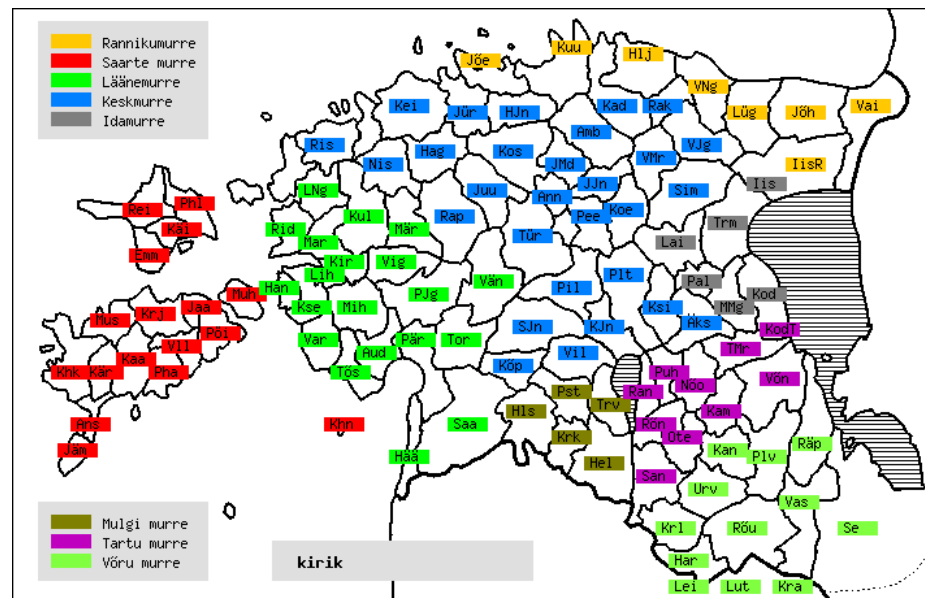 Rannikumurre
Saarte murre
Läänemurre
Keskmurre
Idamurre
Kuu
Hlj
Jõe
VNg
Kei
Jür
HJn
Kad
Rak
Lüg
Jõh
Vai
Amb
Ris
Hag
Kos
VMr
VJg
Nis
JMd
IisR
LNg
Juu
Ann
JJn
Sim
Iis
Rei
Phl
Kul
Rap
Pee
Koe
Käi
Rid
Mar
Mär
Tür
Lai
Trm
Emm
Kir
Vig
Lih
Plt
Pal
Han
Vän
Pil
Muh
PJg
Kod
Mus
Krj
Jaa
Kse
Mih
Ksi
MMg
Pöi
SJn
KJn
Äks
KodT
Vll
Var
Pär
Tor
TMr
Kaa
Aud
Vil
Khk
Kär
Pha
Tõs
Köp
Puh
Nõo
Võn
Pst
Ran
Trv
Hls
Kam
Ans
Khn
Saa
Rõn
Krk
Ote
Räp
Jäm
Hää
Hel
Kan
Plv
San
Urv
Vas
Mulgi murre
Tartu murre
Võru murre
Krl
Rõu
Se
kirik
Har
Lei
Lut
Kra